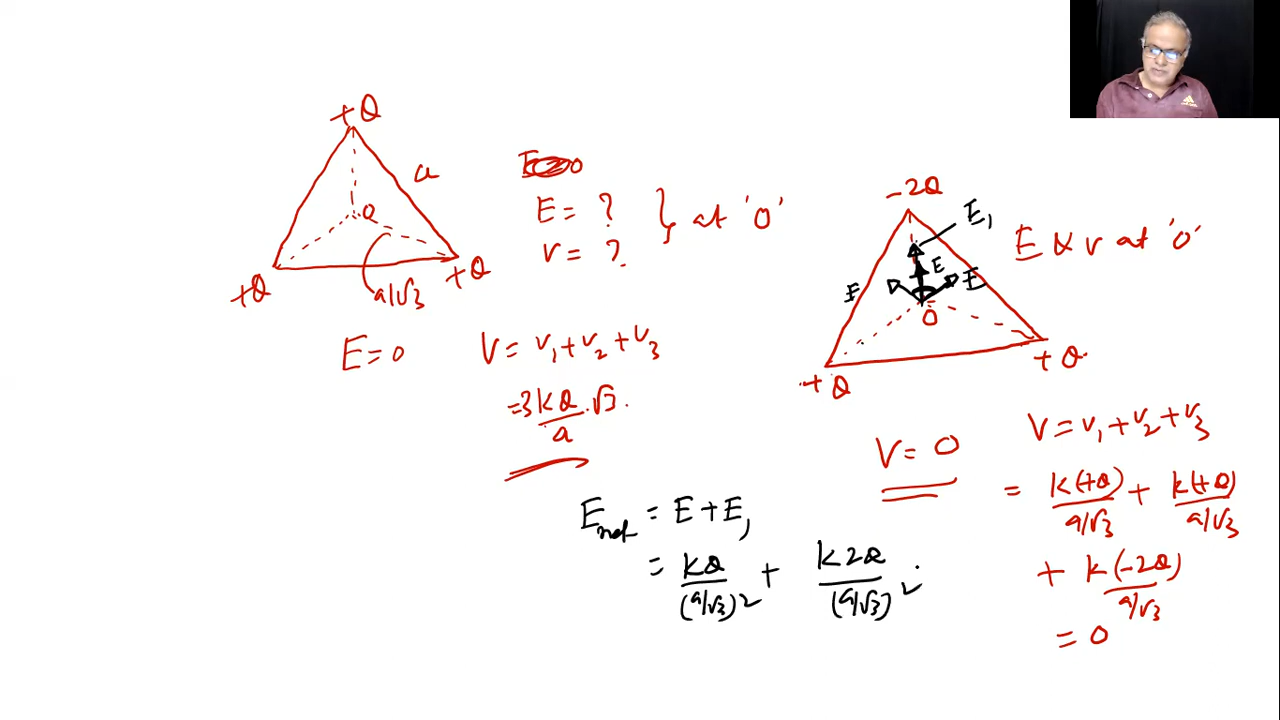 +Q
a
O
E = ?
V = ?
} at 'O'
+Q
+Q
a/√3
E = 0
V = V₁ + V₂ + V₃
= 3kQ/a . √3
-2Q
E₁
E
E
E
O
E & V at 'O'
+Q
+Q
V = 0
V = V₁ + V₂ + V₃
= k(+Q)/(a/√3) + k(+Q)/(a/√3)
+ k(-2Q)/(a/√3)
= 0
Enet = E + E₁
= kQ/(a/√3)² + k2Q/(a/√3)²
adidas